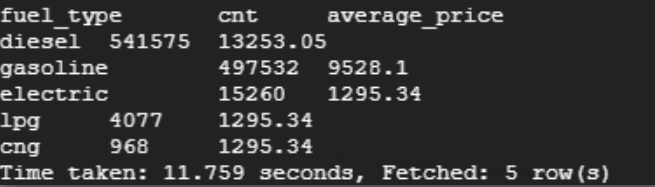 fuel_type cnt average_price
diesel 541575 13253.05
gasoline 497532 9528.1
electric 15260 1295.34
lpg 4077 1295.34
cng 968 1295.34
Time taken: 11.759 seconds, Fetched: 5 row(s)